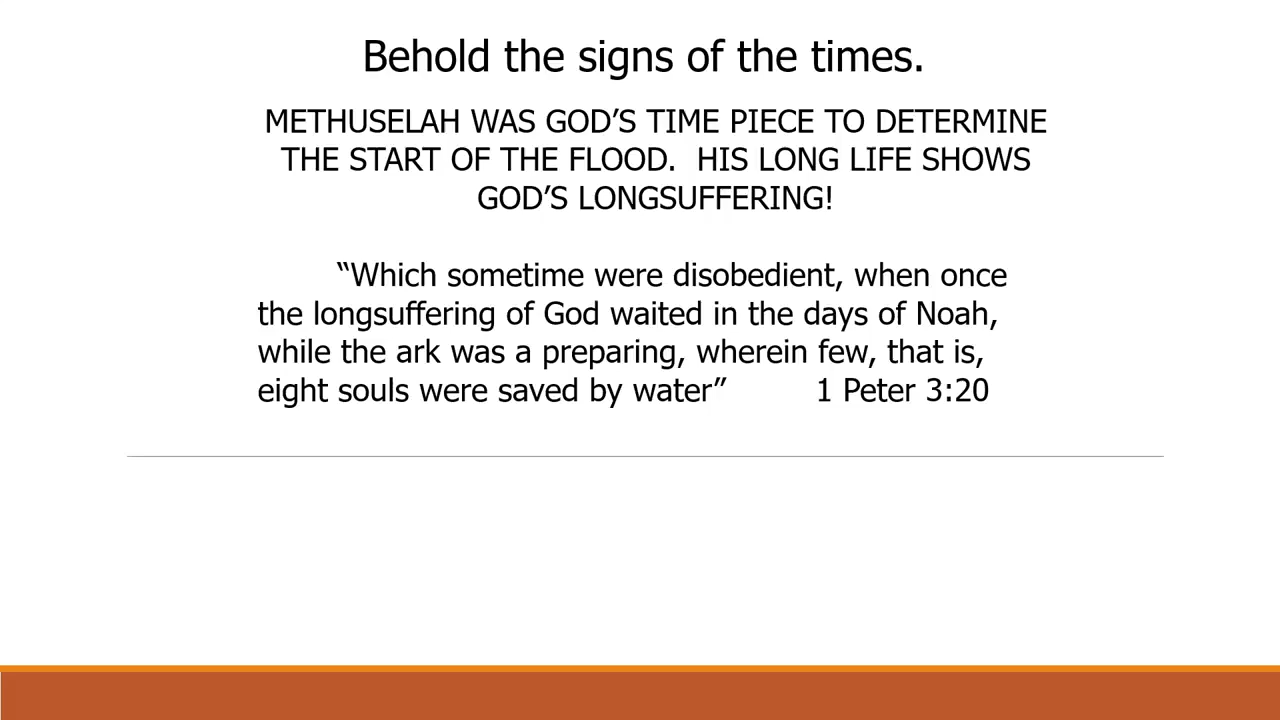 Behold the signs of the times.
METHUSELAH WAS GOD’S TIME PIECE TO DETERMINE
THE START OF THE FLOOD.  HIS LONG LIFE SHOWS
GOD’S LONGSUFFERING!
“Which sometime were disobedient, when once
the longsuffering of God waited in the days of Noah,
while the ark was a preparing, wherein few, that is,
eight souls were saved by water” 1 Peter 3:20